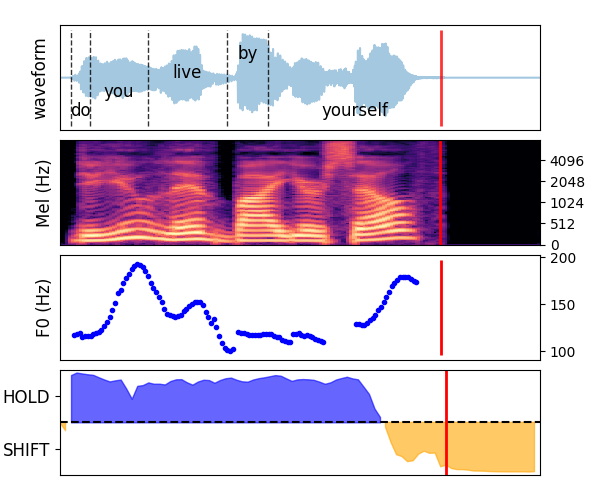 waveform
do
you
live
by
yourself
Mel (Hz)
4096
2048
1024
512
0
F0 (Hz)
200
150
100
HOLD
SHIFT